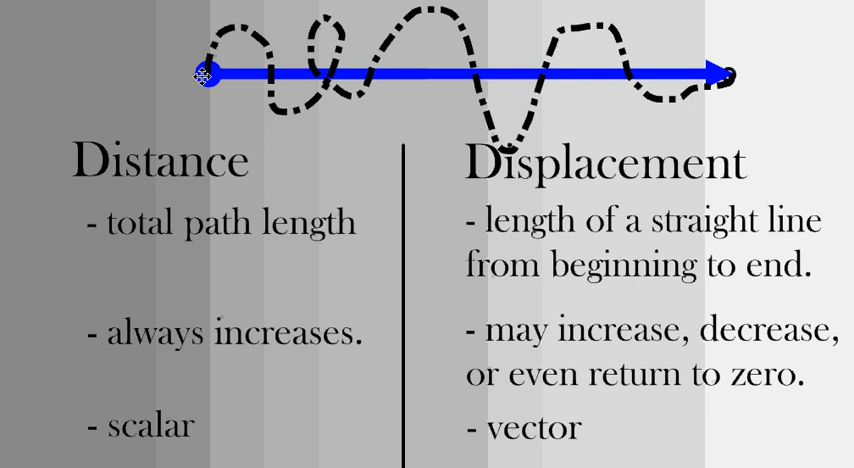 Distance
- total path length
- always increases.
- scalar
Displacement
- length of a straight line
from beginning to end.
- may increase, decrease,
or even return to zero.
- vector